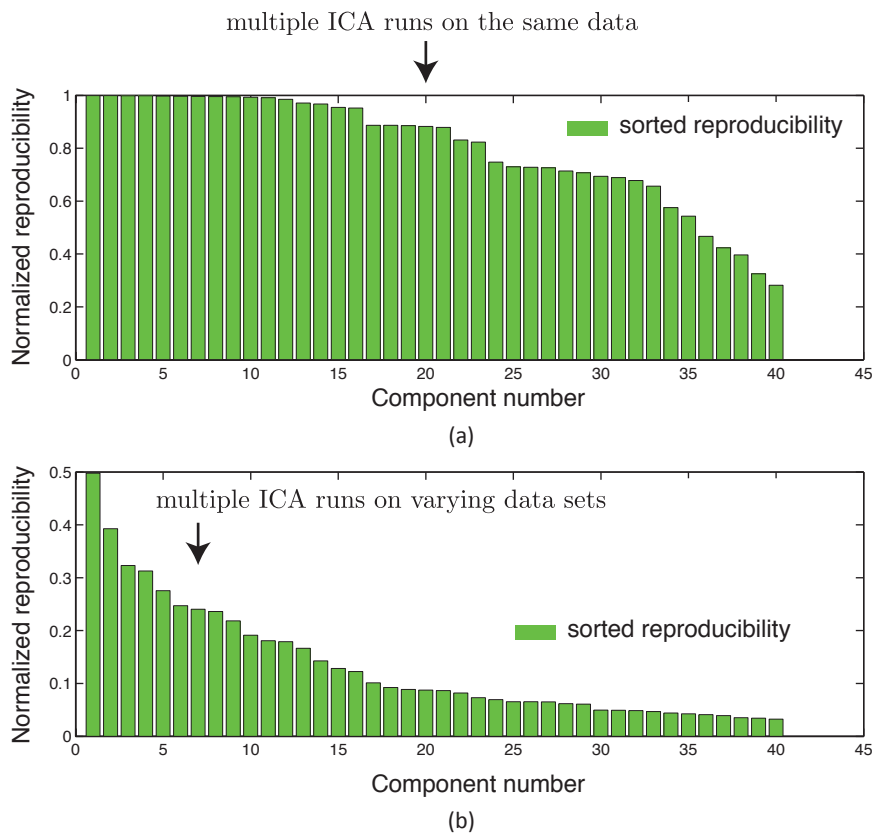 multiple ICA runs on the same data
1
0.8
0.6
0.4
0.2
0
Normalized reproducibility
sorted reproducibility
0 5 10 15 20 25 30 35 40 45
Component number
(a)
0.5
0.4
0.3
0.2
0.1
0
Normalized reproducibility
multiple ICA runs on varying data sets
sorted reproducibility
0 5 10 15 20 25 30 35 40 45
Component number
(b)